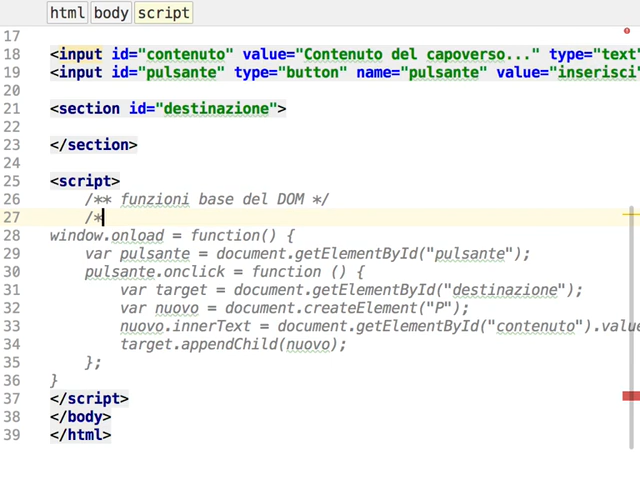 html body script
17
18 <input id="contenuto" value="Contenuto del capoverso..." type="text"
19 <input id="pulsante" type="button" name="pulsante" value="inserisci"
20
21 <section id="destinazione">
22
23 </section>
24
25 <script>
26 /** funzioni base del DOM */
27 /*
28 window.onload = function() {
29 var pulsante = document.getElementById("pulsante");
30 pulsante.onclick = function () {
31 var target = document.getElementById("destinazione");
32 var nuovo = document.createElement("P");
33 nuovo.innerText = document.getElementById("contenuto").value
34 target.appendChild(nuovo);
35 };
36 }
37 </script>
38 </body>
39 </html>